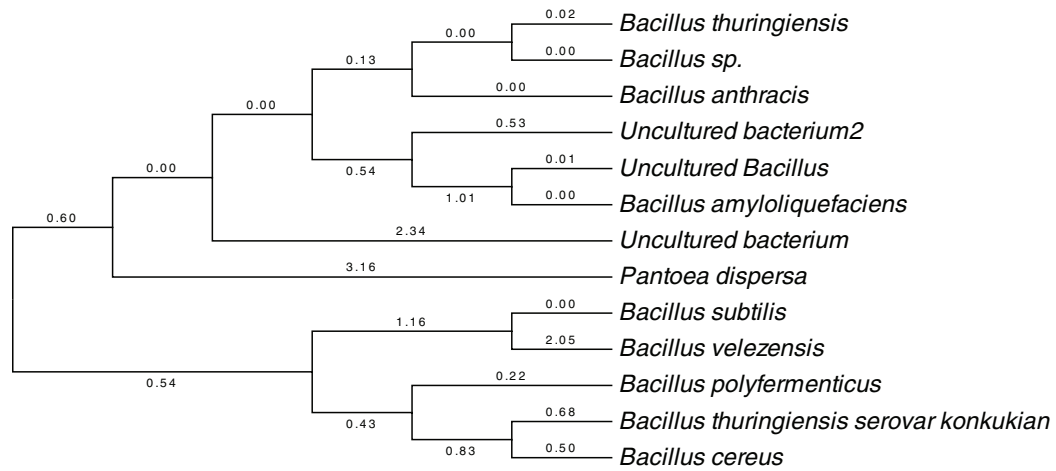 0.02
Bacillus thuringiensis
0.00
0.00
Bacillus sp.
0.13
0.00
Bacillus anthracis
0.00
0.53
Uncultured bacterium2
0.54
0.01
Uncultured Bacillus
0.00
1.01
0.00
Bacillus amyloliquefaciens
0.60
2.34
Uncultured bacterium
3.16
Pantoea dispersa
0.00
Bacillus subtilis
1.16
2.05
Bacillus velezensis
0.54
0.22
Bacillus polyfermenticus
0.43
0.68
Bacillus thuringiensis serovar konkukian
0.83
0.50
Bacillus cereus